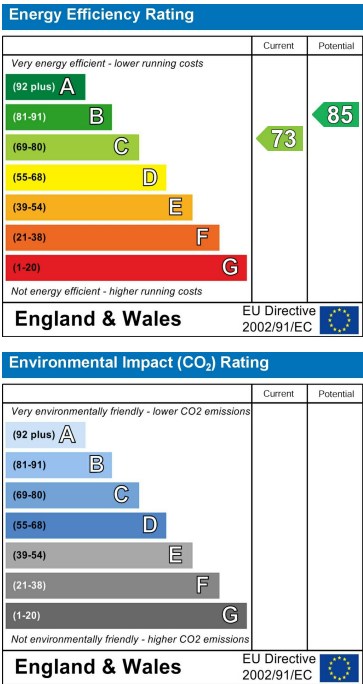 Energy Efficiency Rating
Current Potential
Very energy efficient - lower running costs
(92 plus) A
(81-91) B
(69-80) C
(55-68) D
(39-54) E
(21-38) F
(1-20) G
73
85
Not energy efficient - higher running costs
England & Wales
EU Directive
2002/91/EC
Environmental Impact (CO₂) Rating
Current Potential
Very environmentally friendly - lower CO2 emissions
(92 plus) A
(81-91) B
(69-80) C
(55-68) D
(39-54) E
(21-38) F
(1-20) G
Not environmentally friendly - higher CO2 emissions
England & Wales
EU Directive
2002/91/EC